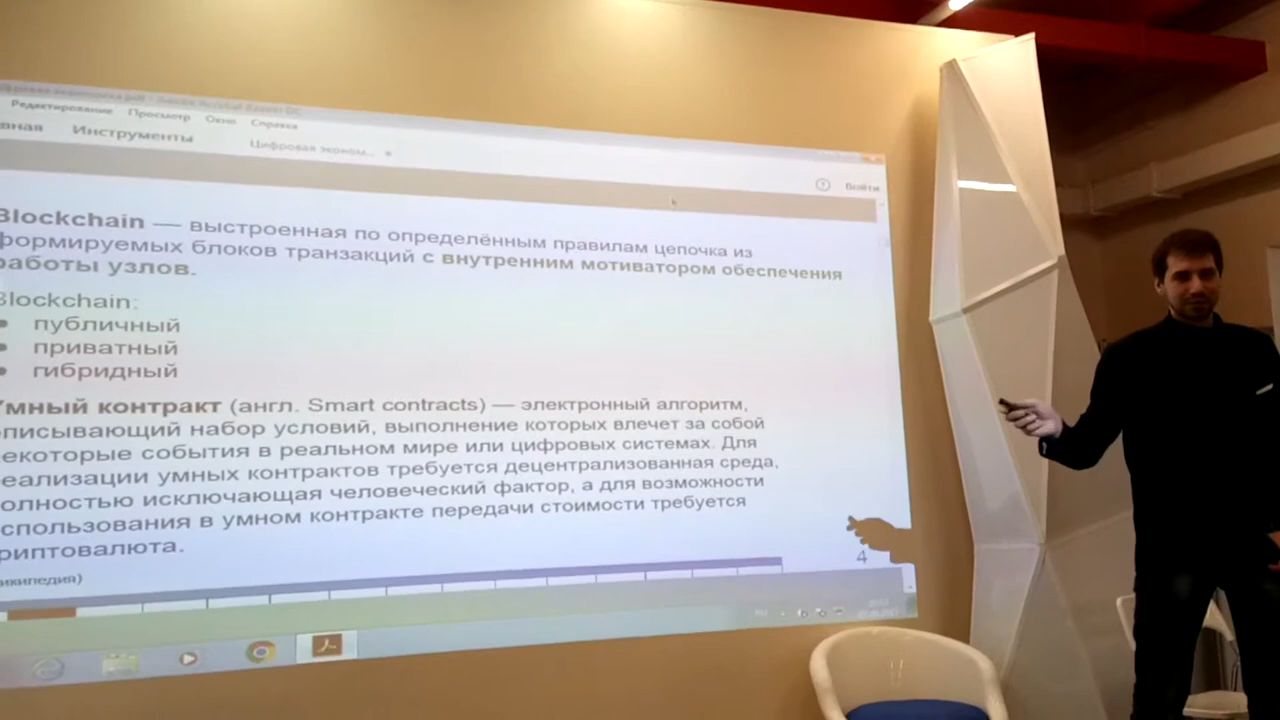 Редактирование Просмотр Окно Справка
Инструменты
Цифровая эконом...
Войти
Blockchain — выстроенная по определённым правилам цепочка из
формируемых блоков транзакций с внутренним мотиватором обеспечения
работы узлов.
Blockchain:
• публичный
• приватный
• гибридный
Умный контракт (англ. Smart contracts) — электронный алгоритм,
описывающий набор условий, выполнение которых влечет за собой
некоторые события в реальном мире или цифровых системах. Для
реализации умных контрактов требуется децентрализованная среда,
полностью исключающая человеческий фактор, а для возможности
использования в умном контракте передачи стоимости требуется
криптовалюта.
4